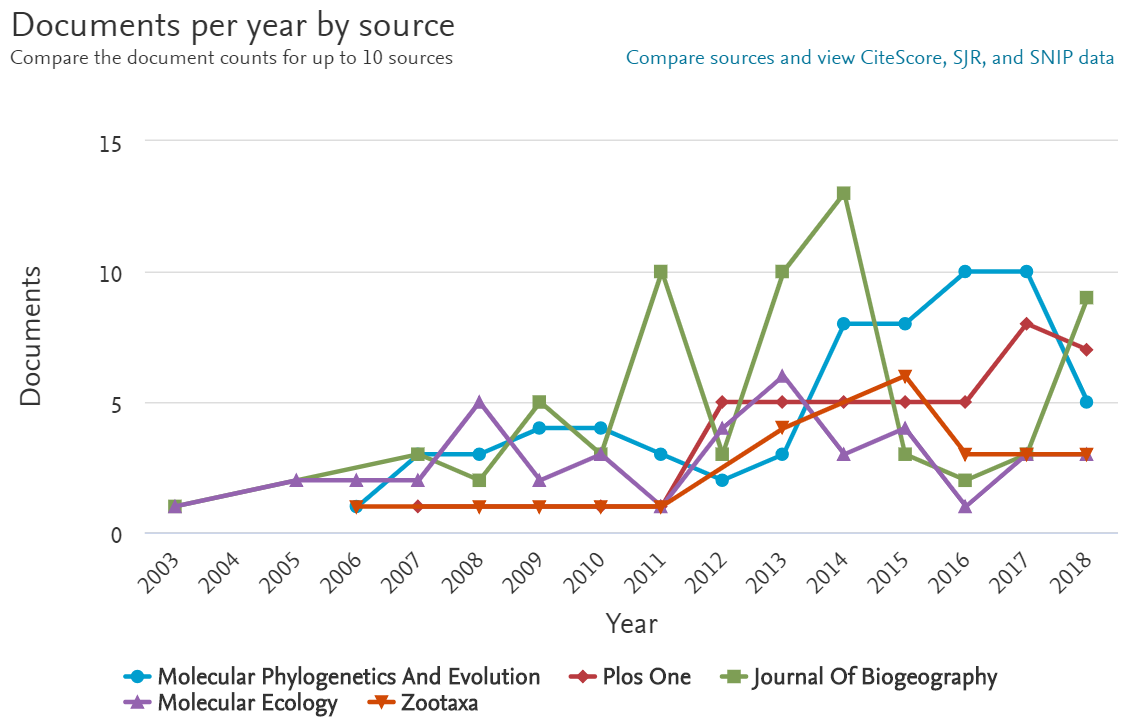 Documents per year by source
Compare the document counts for up to 10 sources
Compare sources and view CiteScore, SJR, and SNIP data
15
10
5
0
Documents
2003 2004 2005 2006 2007 2008 2009 2010 2011 2012 2013 2014 2015 2016 2017 2018
Year
Molecular Phylogenetics And Evolution Plos One Journal Of Biogeography
Molecular Ecology Zootaxa